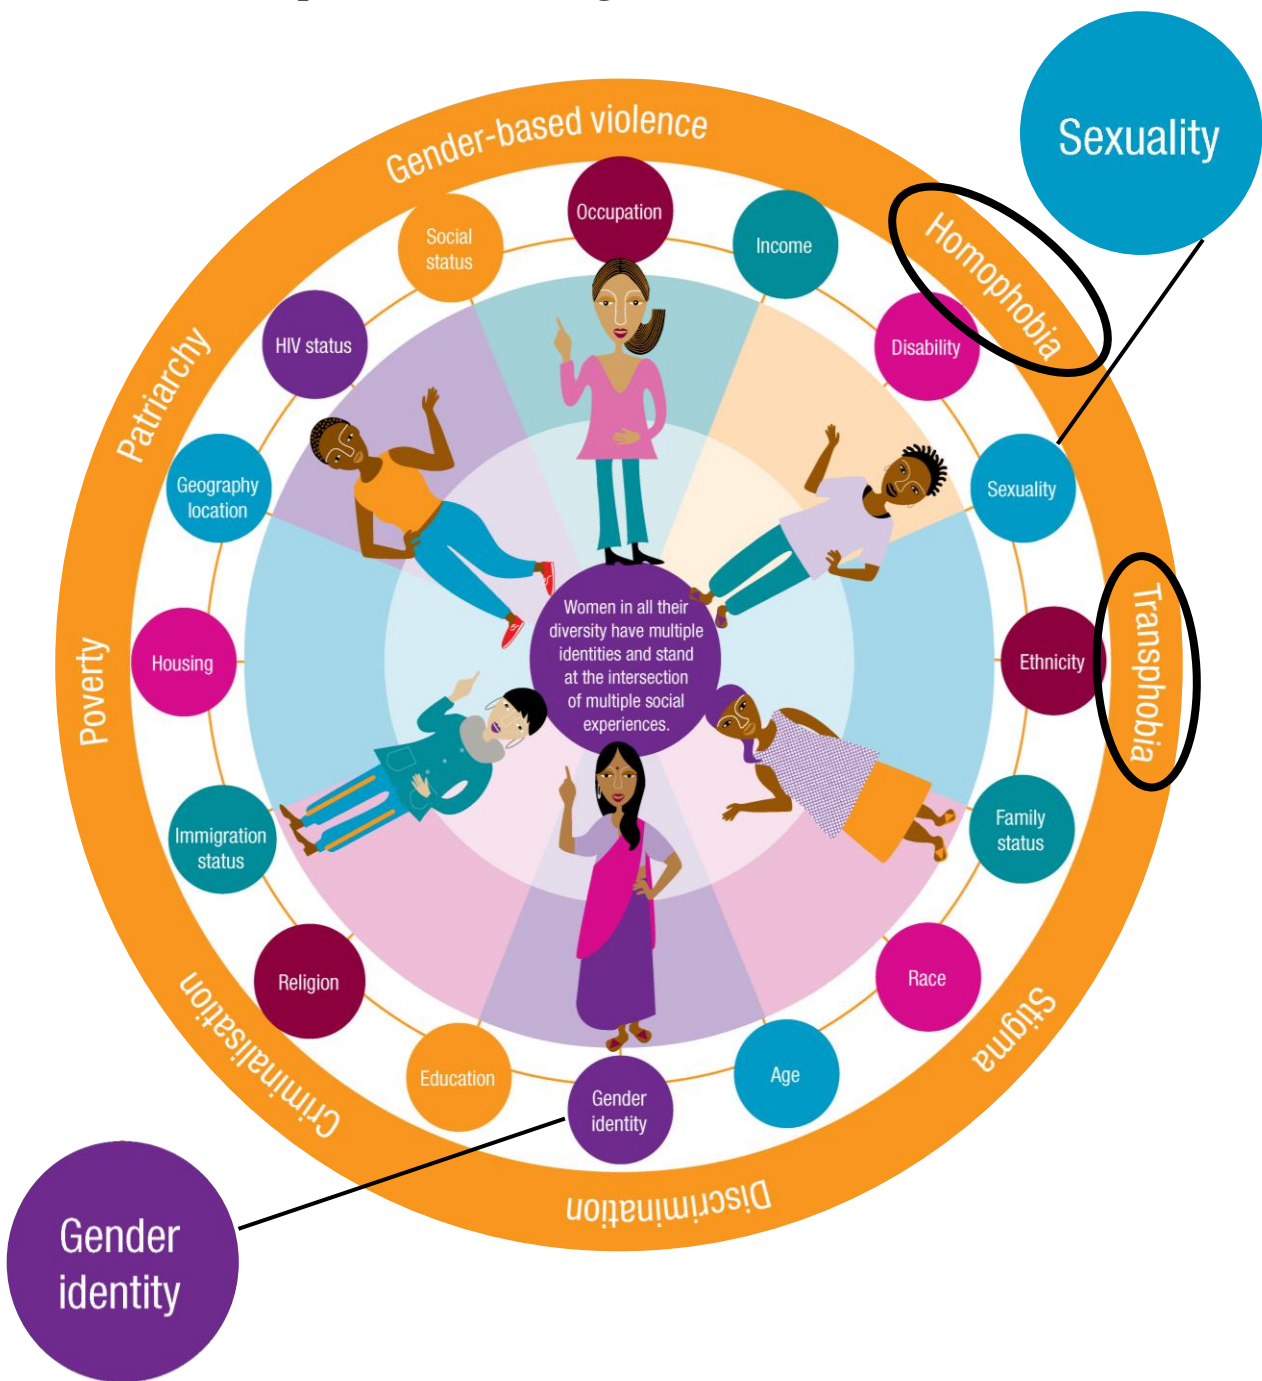 Gender-based violence
Homophobia
Transphobia
Stigma
Discrimination
Criminalisation
Poverty
Patriarchy
Occupation
Income
Disability
Sexuality
Ethnicity
Family
status
Race
Age
Gender
identity
Education
Religion
Immigration
status
Housing
Geography
location
HIV status
Social
status
Women in all their
diversity have multiple
identities and stand
at the intersection
of multiple social
experiences.
Sexuality
Gender
identity